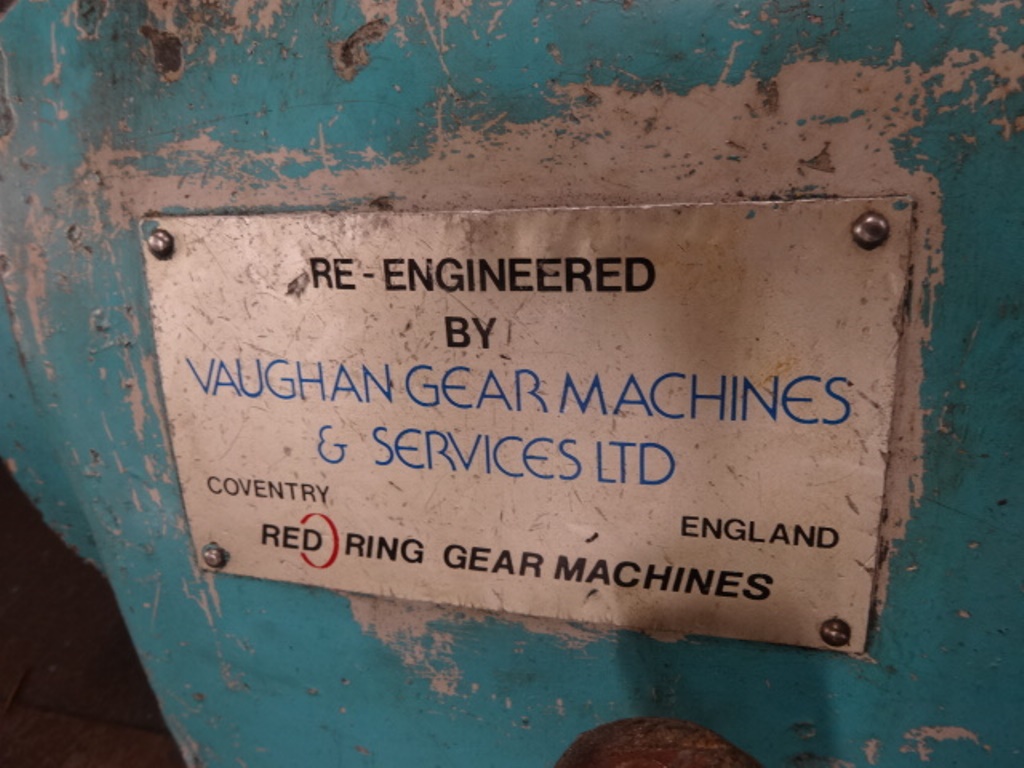 RE-ENGINEERED
BY
VAUGHAN GEAR MACHINES
& SERVICES LTD
COVENTRY
ENGLAND
RED RING GEAR MACHINES